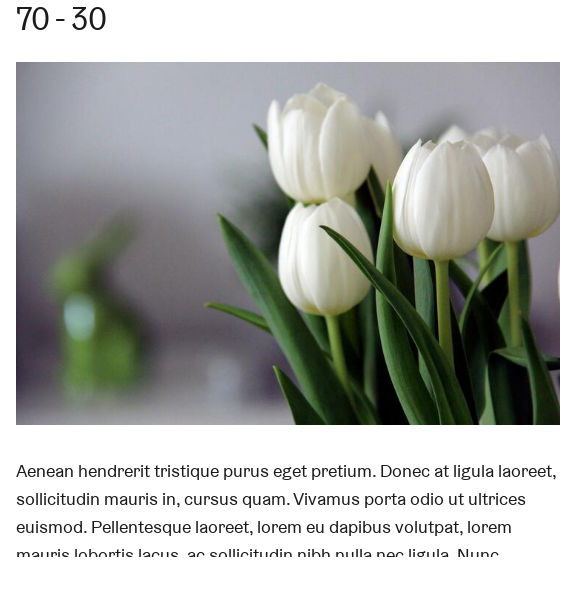 70 - 30
Aenean hendrerit tristique purus eget pretium. Donec at ligula laoreet,
sollicitudin mauris in, cursus quam. Vivamus porta odio ut ultrices
euismod. Pellentesque laoreet, lorem eu dapibus volutpat, lorem
mauris lobortis lacus, ac sollicitudin nibh nulla nec ligula. Nunc